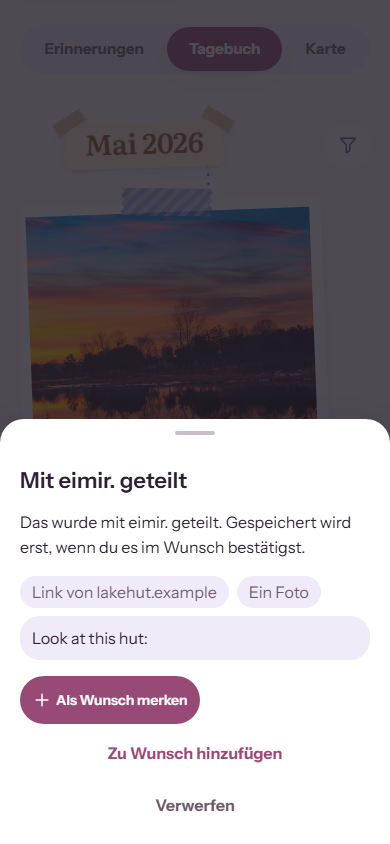 Erinnerungen
Tagebuch
Karte
Mai 2026
Mit eimir. geteilt
Das wurde mit eimir. geteilt. Gespeichert wird
erst, wenn du es im Wunsch bestätigst.
Link von lakehut.example
Ein Foto
Look at this hut:
Als Wunsch merken
Zu Wunsch hinzufügen
Verwerfen